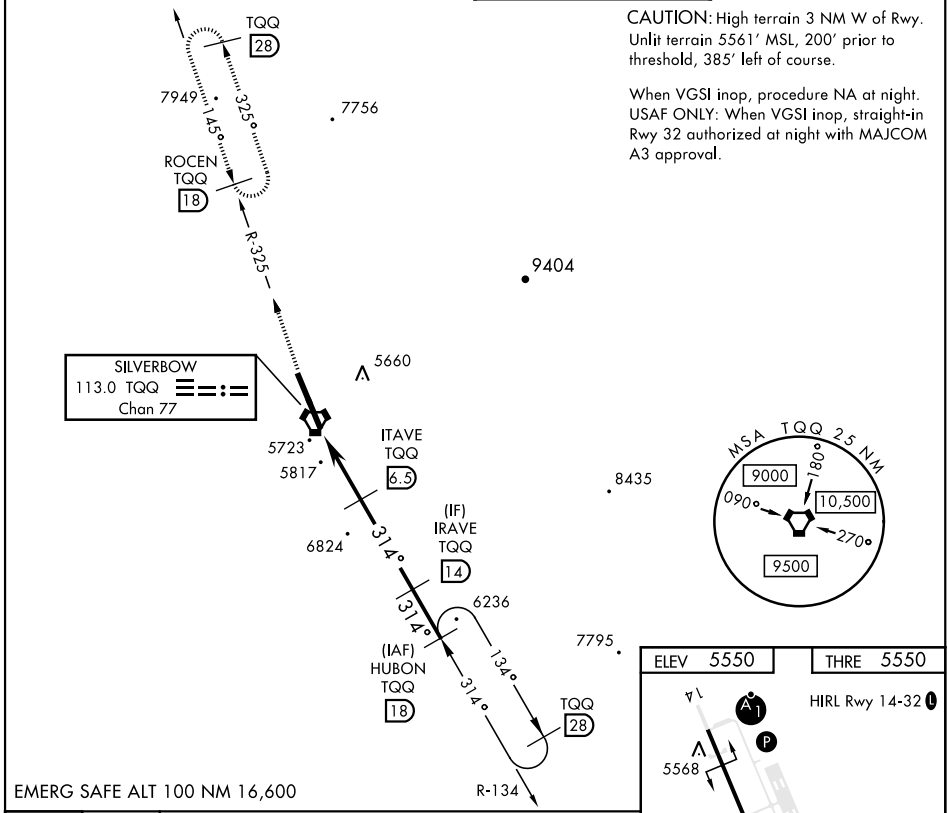 TQQ
28
CAUTION: High terrain 3 NM W of Rwy.
Unlit terrain 5561' MSL, 200' prior to
threshold, 385' left of course.
When VGSI inop, procedure NA at night.
USAF ONLY: When VGSI inop, straight-in
Rwy 32 authorized at night with MAJCOM
A3 approval.
7949
325°
145°
7756
ROCEN
TQQ
18
R-325
9404
SILVERBOW
113.0 TQQ
Chan 77
5660
5723
5817
ITAVE
TQQ
6.5
8435
MSA TQQ 25 NM
9000
180°
090°
10,500
270°
9500
6824
314°
(IF)
IRAVE
TQQ
14
314°
6236
7795
(IAF)
HUBON
TQQ
18
134°
314°
TQQ
28
R-134
EMERG SAFE ALT 100 NM 16,600
ELEV 5550
THRE 5550
14
A1
HIRL Rwy 14-32 L
P
5568